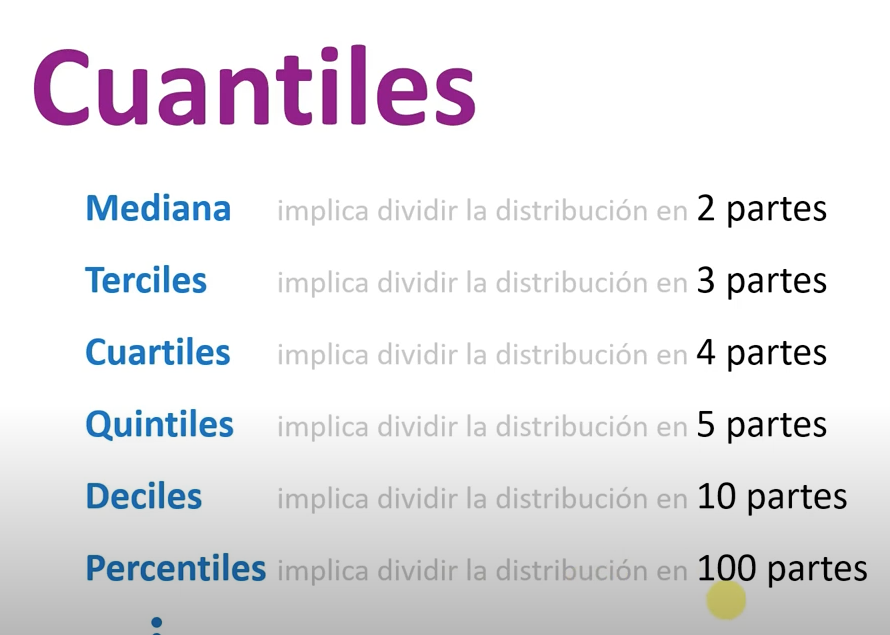 Cuantiles
Mediana implica dividir la distribución en 2 partes
Terciles implica dividir la distribución en 3 partes
Cuartiles implica dividir la distribución en 4 partes
Quintiles implica dividir la distribución en 5 partes
Deciles implica dividir la distribución en 10 partes
Percentiles implica dividir la distribución en 100 partes